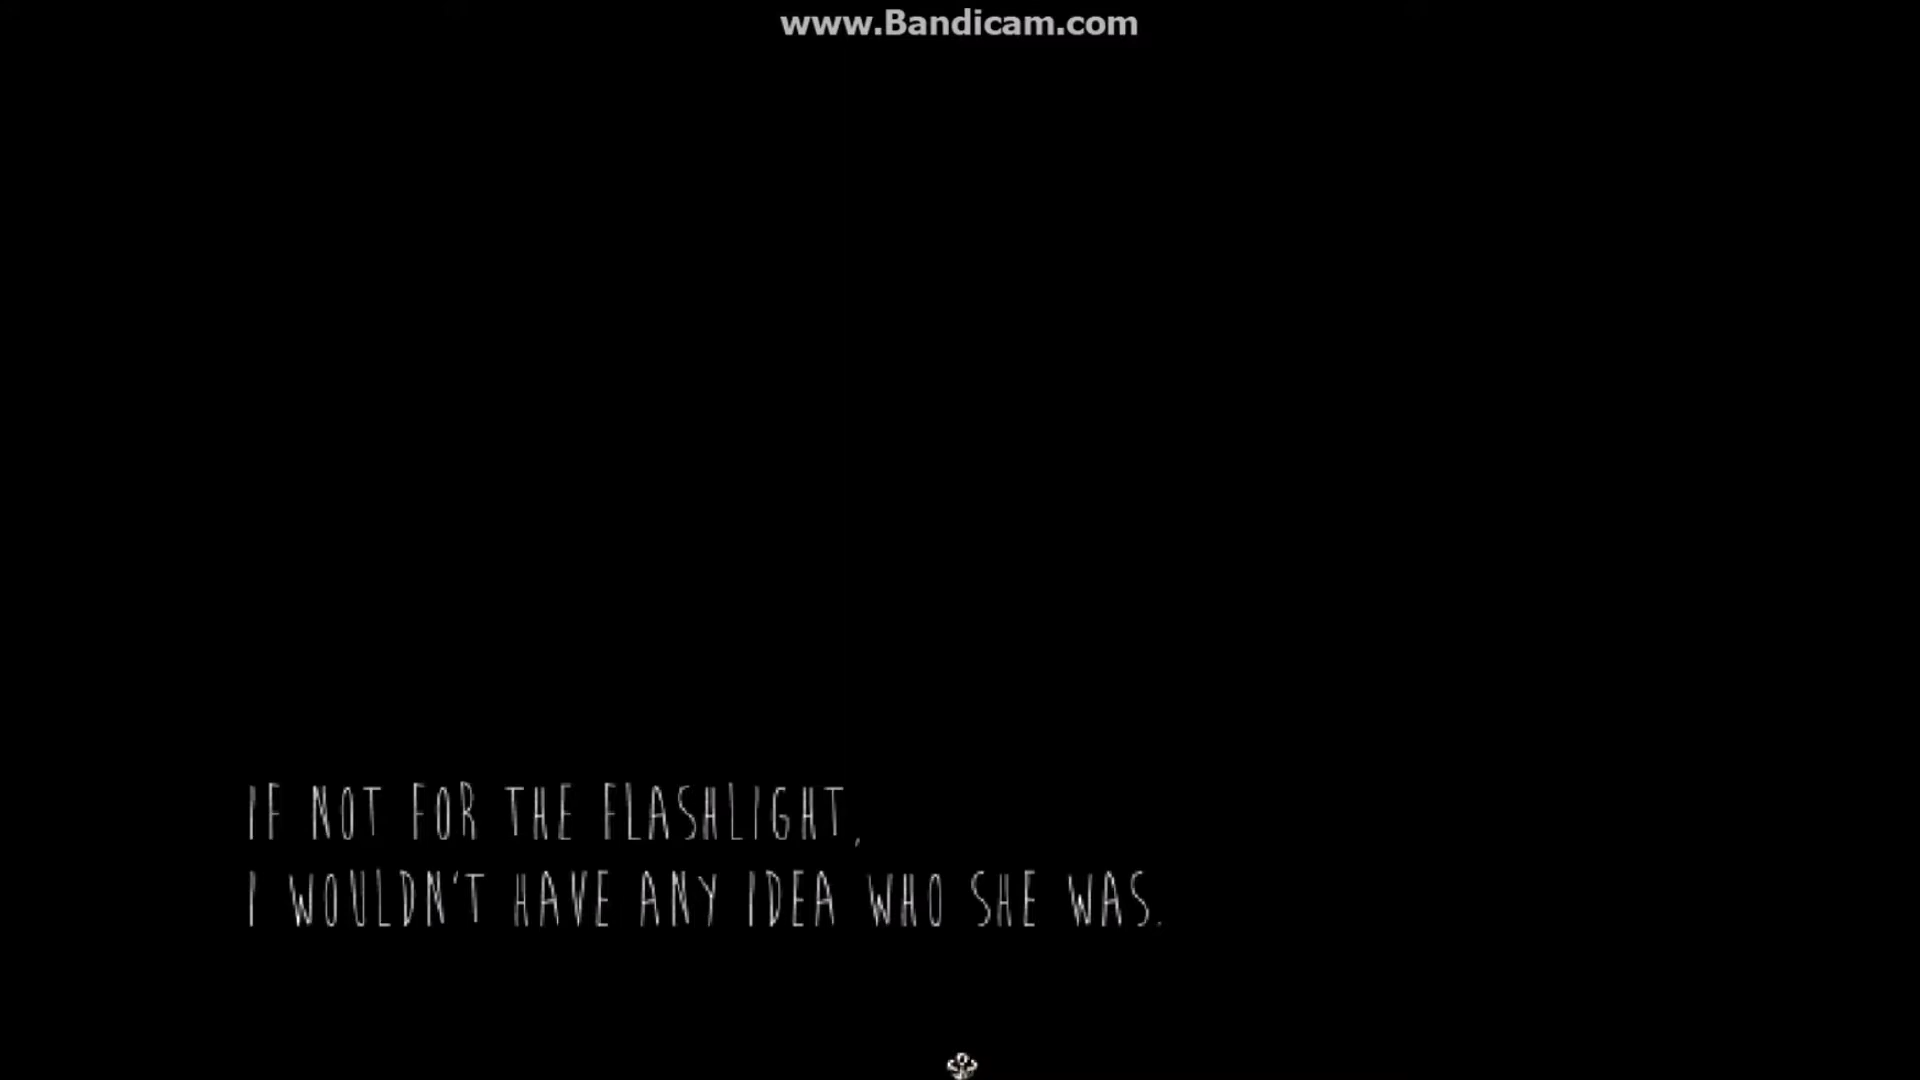 www.Bandicam.com
IF NOT FOR THE FLASHLIGHT,
I WOULDN'T HAVE ANY IDEA WHO SHE WAS.